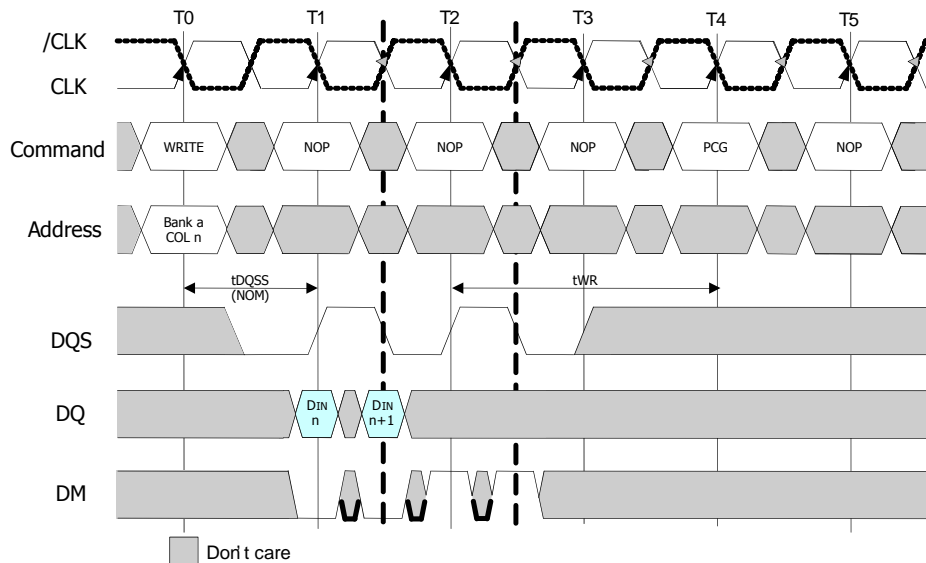 T0 T1 T2 T3 T4 T5
/CLK
CLK
Command WRITE NOP NOP NOP PCG NOP
Address Bank a
COL n
tDQSS
(NOM)
tWR
DQS
DQ DIN
n
DIN
n+1
DM
Don't care